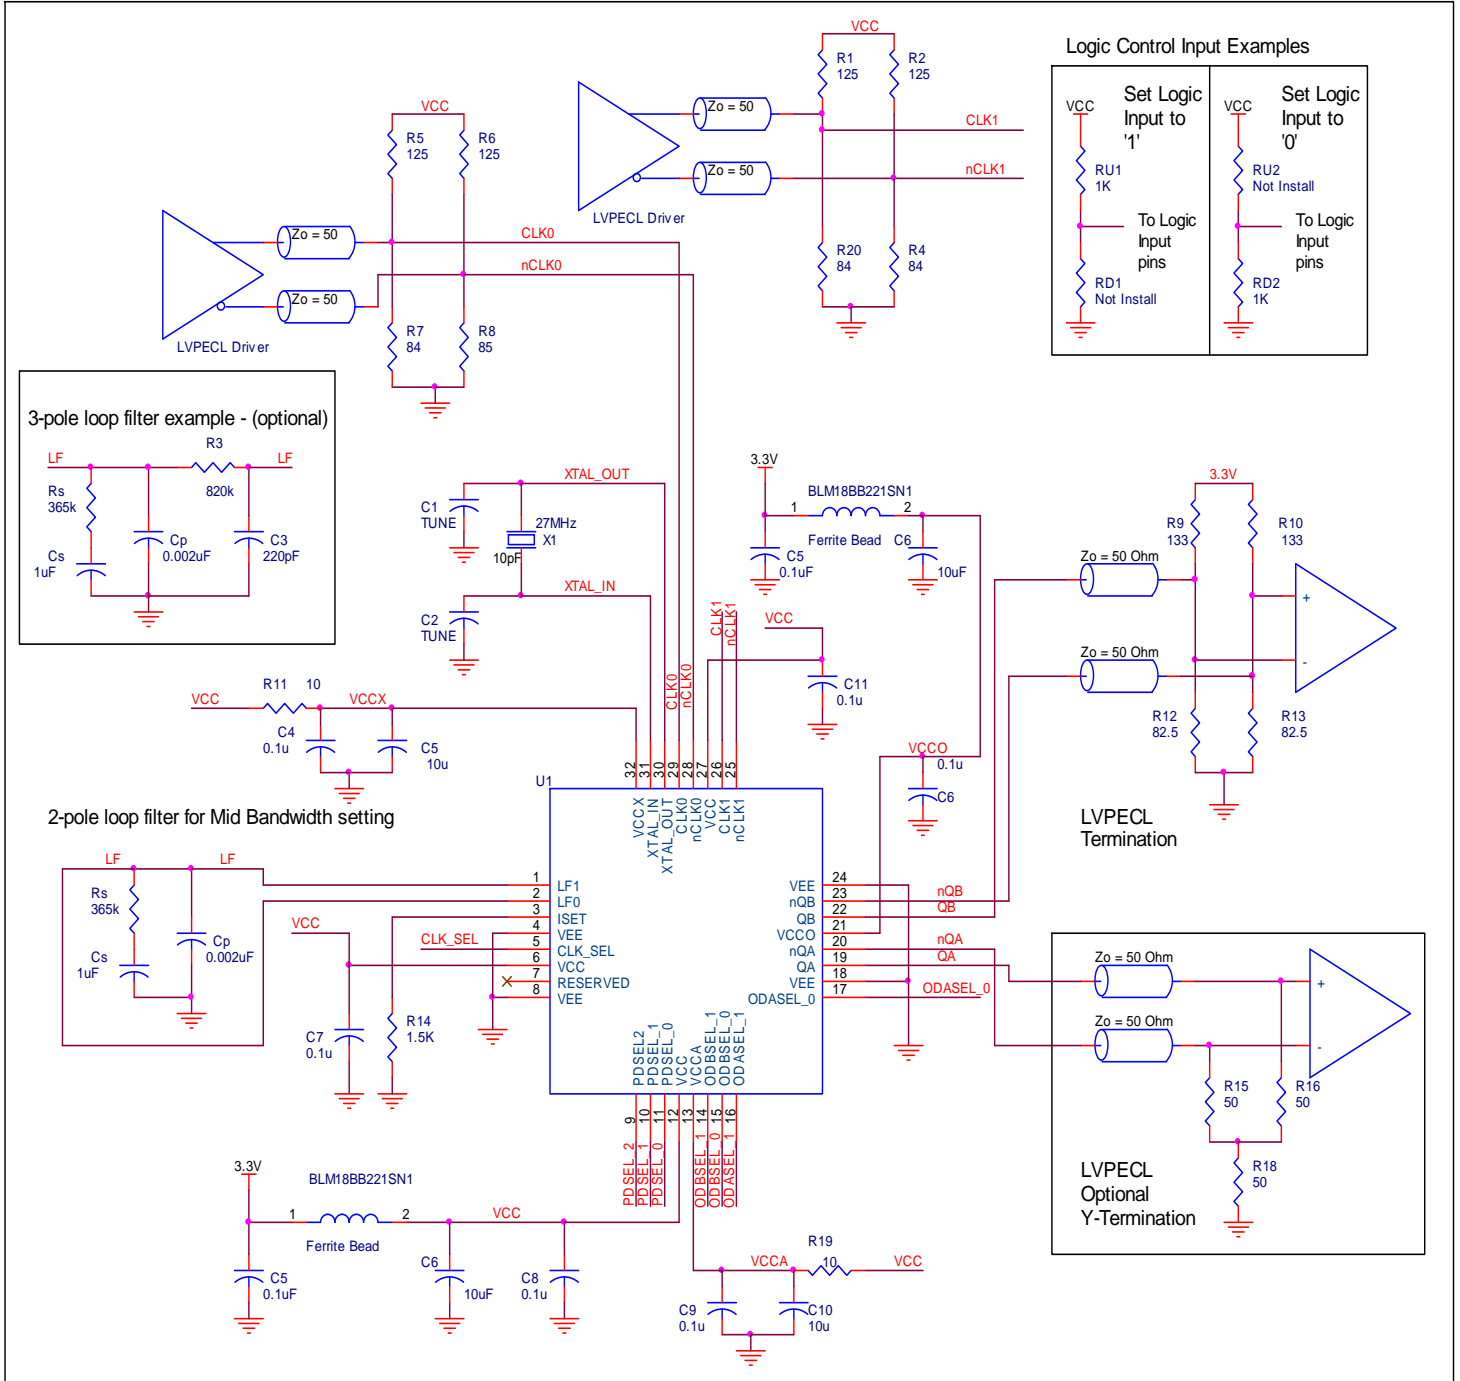 VCC
R1
125
R2
125
Zo = 50
CLK1
Zo = 50
nCLK1
LVPECL Driver
R20
84
R4
84
Logic Control Input Examples
VCC
Set Logic
Input to
'1'
RU1
1K
To Logic
Input
pins
RD1
Not Install
VCC
Set Logic
Input to
'0'
RU2
Not Install
To Logic
Input
pins
RD2
1K
VCC
R5
125
R6
125
Zo = 50
CLK0
nCLK0
Zo = 50
LVPECL Driver
R7
84
R8
85
3-pole loop filter example - (optional)
LF
R3
820k
LF
Rs
365k
Cs
1uF
Cp
0.002uF
C3
220pF
XTAL_OUT
C1
TUNE
27MHz
X1
10pF
XTAL_IN
C2
TUNE
3.3V
BLM18BB221SN1
1
2
Ferrite Bead
C5
0.1uF
C6
10uF
CLK1
nCLK1
VCC
C11
0.1u
CLK0
nCLK0
3.3V
R9
133
R10
133
Zo = 50 Ohm
+
Zo = 50 Ohm
-
R12
82.5
R13
82.5
LVPECL
Termination
VCC
R11
10
VCCX
C4
0.1u
C5
10u
VCCO
0.1u
C6
2-pole loop filter for Mid Bandwidth setting
LF
LF
Rs
365k
Cs
1uF
Cp
0.002uF
VCC
CLK_SEL
C7
0.1u
R14
1.5K
U1
32
31
30
29
28
27
26
25
VCCX
XTAL_IN
XTAL_OUT
CLK0
nCLK0
VCC
CLK1
nCLK1
1
LF1
2
LF0
3
ISET
4
VEE
5
CLK_SEL
6
VCC
7
RESERVED
8
VEE
VEE
24
nQB
23
QB
22
VCCO
21
nQA
20
QA
19
VEE
18
ODASEL_0
17
nQB
QB
nQA
QA
ODASEL_0
PDSEL2
PDSEL_1
PDSEL_0
VCC
VCCA
ODBSEL_1
ODBSEL_0
ODASEL_1
9
10
11
12
13
14
15
16
PDSEL_2
PDSEL_1
PDSEL_0
ODBSEL_1
ODBSEL_0
ODASEL_1
Zo = 50 Ohm
+
Zo = 50 Ohm
-
R15
50
R16
50
R18
50
LVPECL
Optional
Y-Termination
3.3V
BLM18BB221SN1
1
2
Ferrite Bead
VCC
C5
0.1uF
C6
10uF
C8
0.1u
VCCA
R19
10
VCC
C9
0.1u
C10
10u